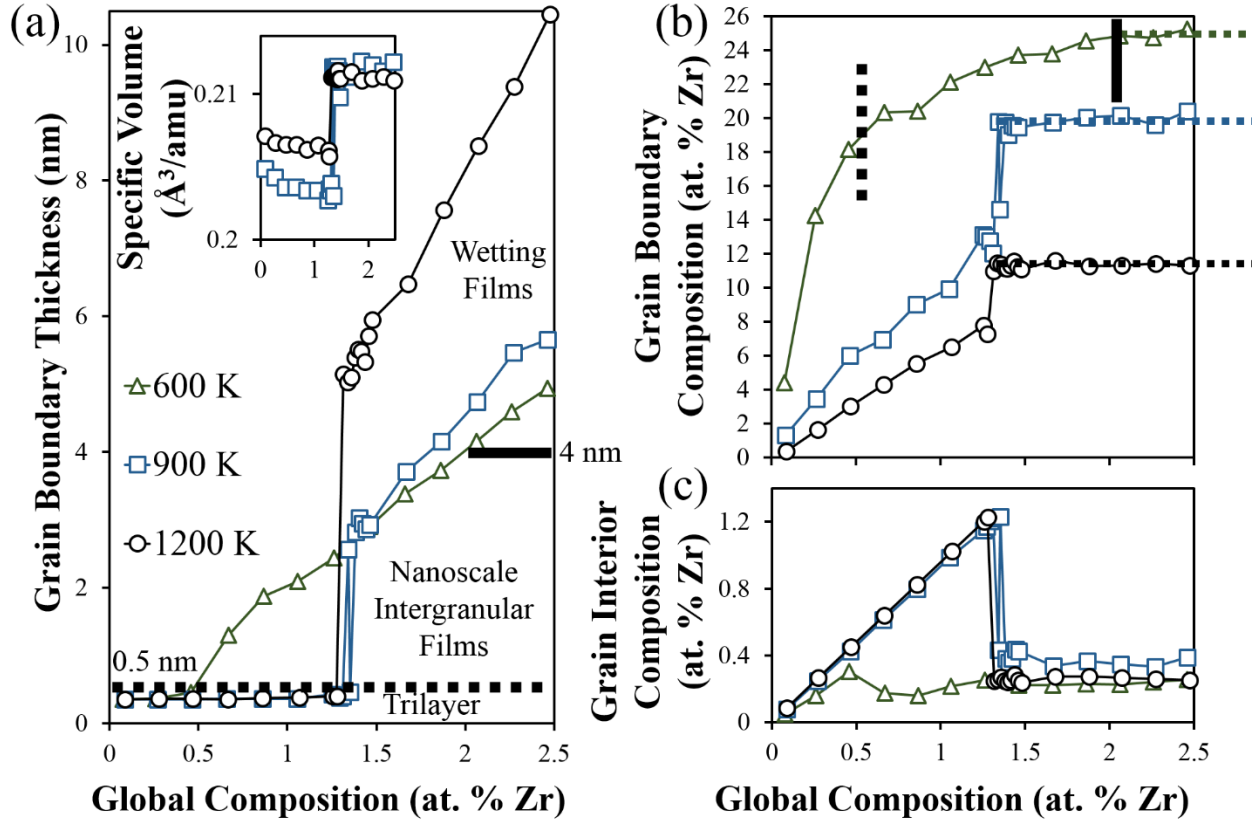 (a)
Grain Boundary Thickness (nm)
10
8
6
4
2
0
0
0.5
1
1.5
2
2.5
Global Composition (at. % Zr)
Specific Volume
(Å³/amu)
0.21
0.2
0
1
2
Wetting
Films
600 K
900 K
1200 K
4 nm
Nanoscale
Intergranular
Films
0.5 nm
Trilayer
(b)
Grain Boundary
Composition (at. % Zr)
26
24
22
20
18
16
14
12
10
8
6
4
2
0
(c)
Grain Interior
Composition
(at. % Zr)
1.2
0.8
0.4
0
0
0.5
1
1.5
2
2.5
Global Composition (at. % Zr)